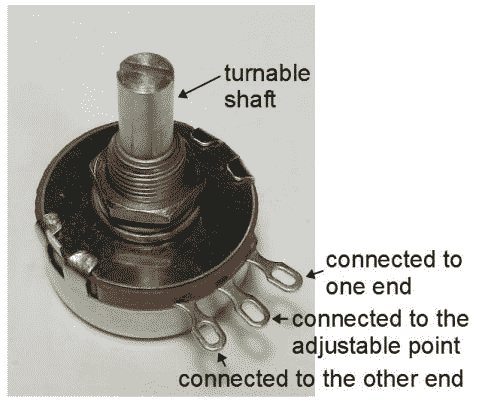 turnable
shaft
connected to
one end
connected to the
adjustable point
connected to the other end